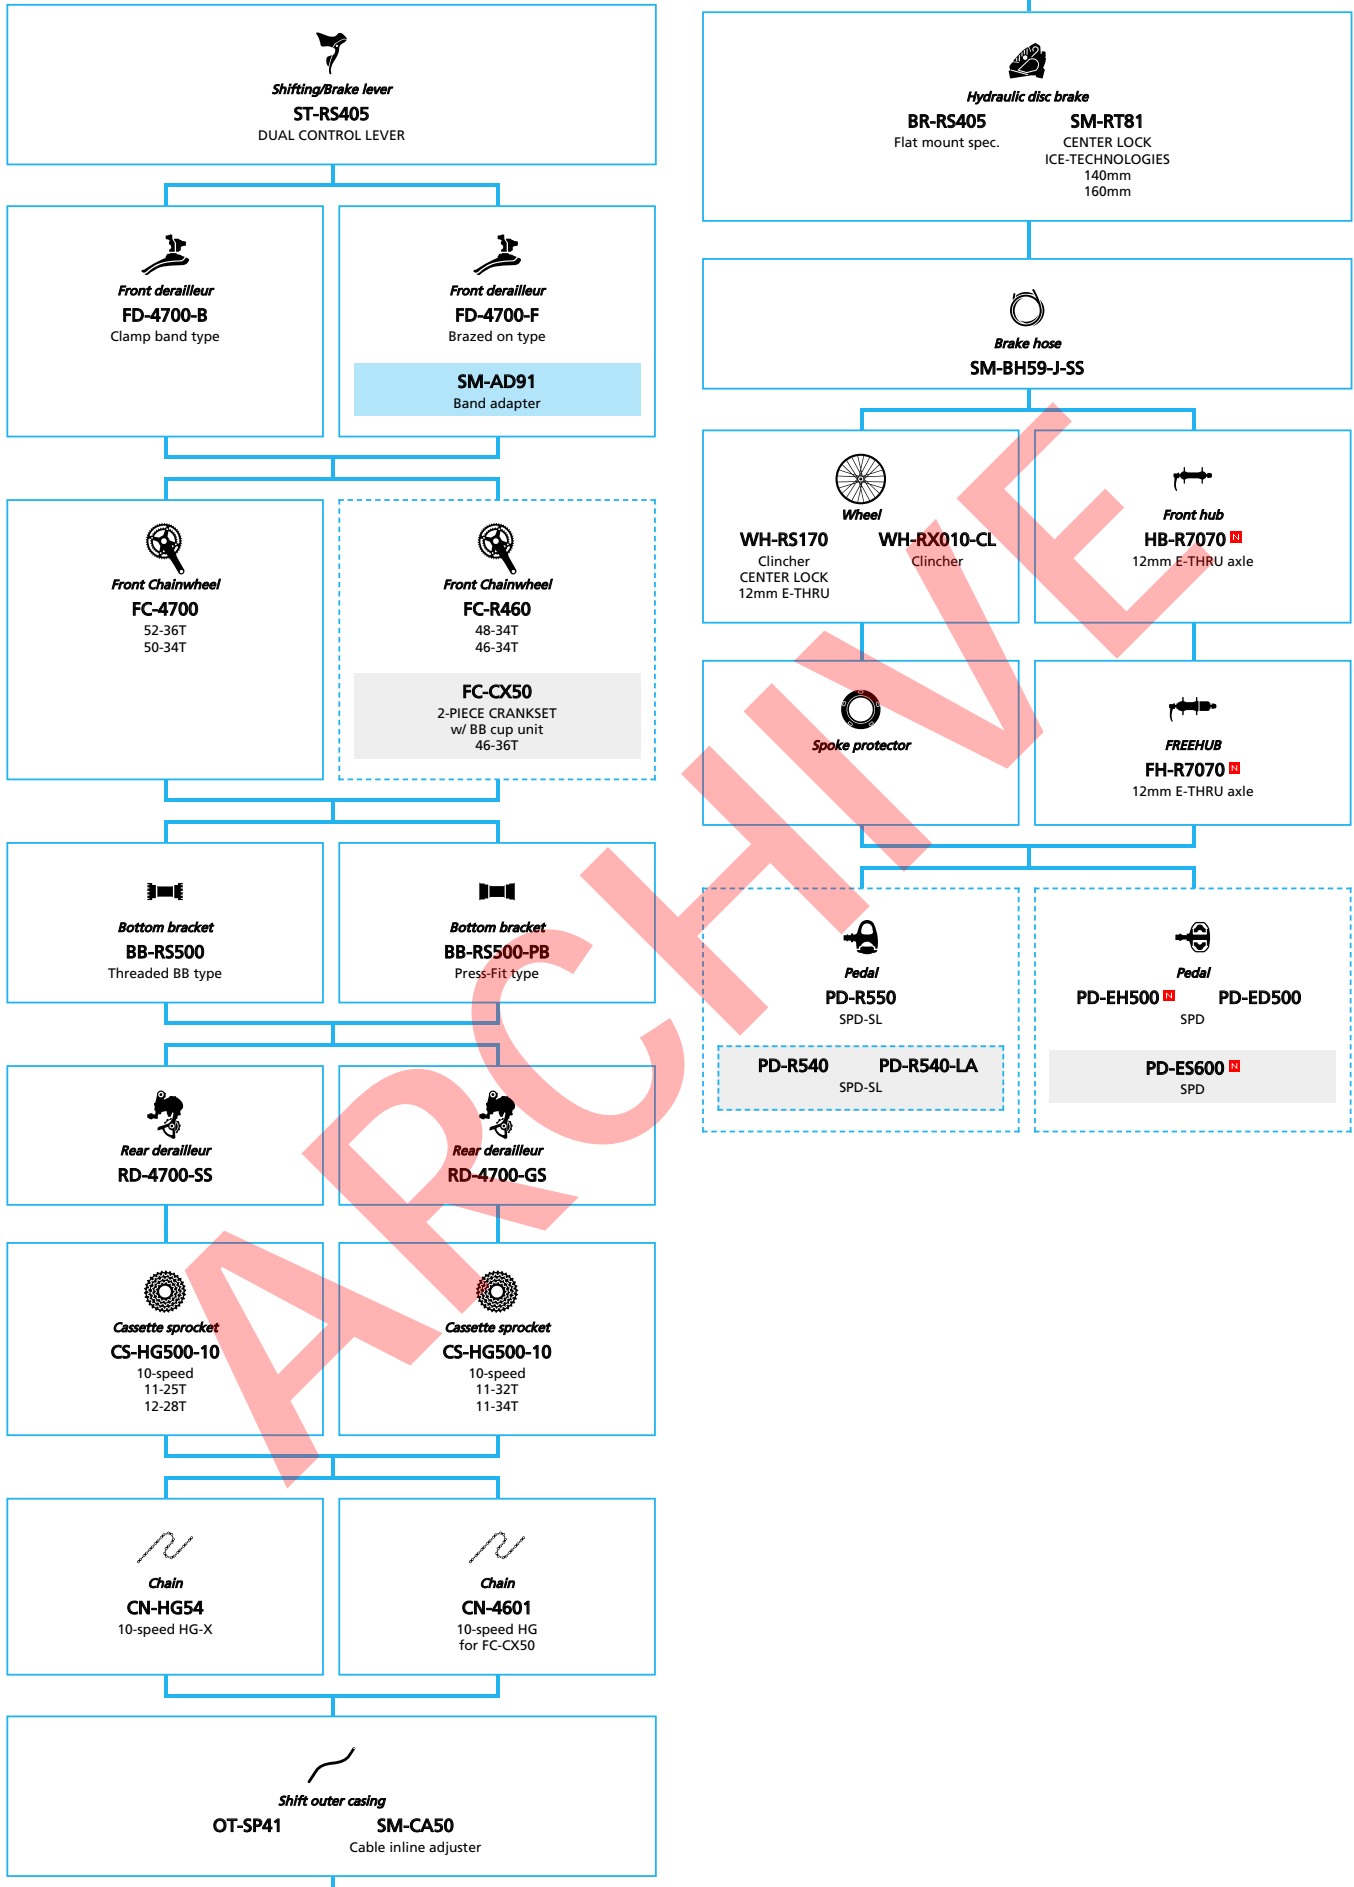 Shifting/Brake lever
ST-RS405
DUAL CONTROL LEVER
Front derailleur
FD-4700-B
Clamp band type
Front derailleur
FD-4700-F
Brazed on type
SM-AD91
Band adapter
Front Chainwheel
FC-4700
52-36T
50-34T
Front Chainwheel
FC-R460
48-34T
46-34T
FC-CX50
2-PIECE CRANKSET
w/ BB cup unit
46-36T
Bottom bracket
BB-RS500
Threaded BB type
Bottom bracket
BB-RS500-PB
Press-Fit type
Rear derailleur
RD-4700-SS
Rear derailleur
RD-4700-GS
Cassette sprocket
CS-HG500-10
10-speed
11-25T
12-28T
Cassette sprocket
CS-HG500-10
10-speed
11-32T
11-34T
Chain
CN-HG54
10-speed HG-X
Chain
CN-4601
10-speed HG
for FC-CX50
Shift outer casing
OT-SP41 SM-CA50
Cable inline adjuster
Hydraulic disc brake
BR-RS405
Flat mount spec.
SM-RT81
CENTER LOCK
ICE-TECHNOLOGIES
140mm
160mm
Brake hose
SM-BH59-J-SS
Wheel
WH-RS170
Clincher
CENTER LOCK
12mm E-THRU
WH-RX010-CL
Clincher
Front hub
HB-R7070 N
12mm E-THRU axle
Spoke protector
FREEHUB
FH-R7070 N
12mm E-THRU axle
Pedal
PD-R550
SPD-SL
PD-R540 PD-R540-LA
SPD-SL
Pedal
PD-EH500 N PD-ED500
SPD
PD-ES600 N
SPD
ARCHIVE